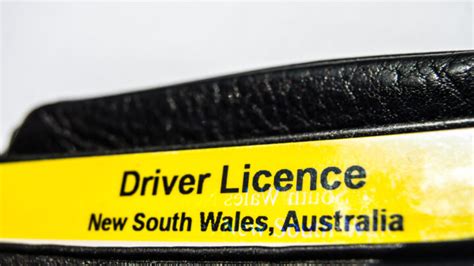 Driver Licence
New South Wales, Australia